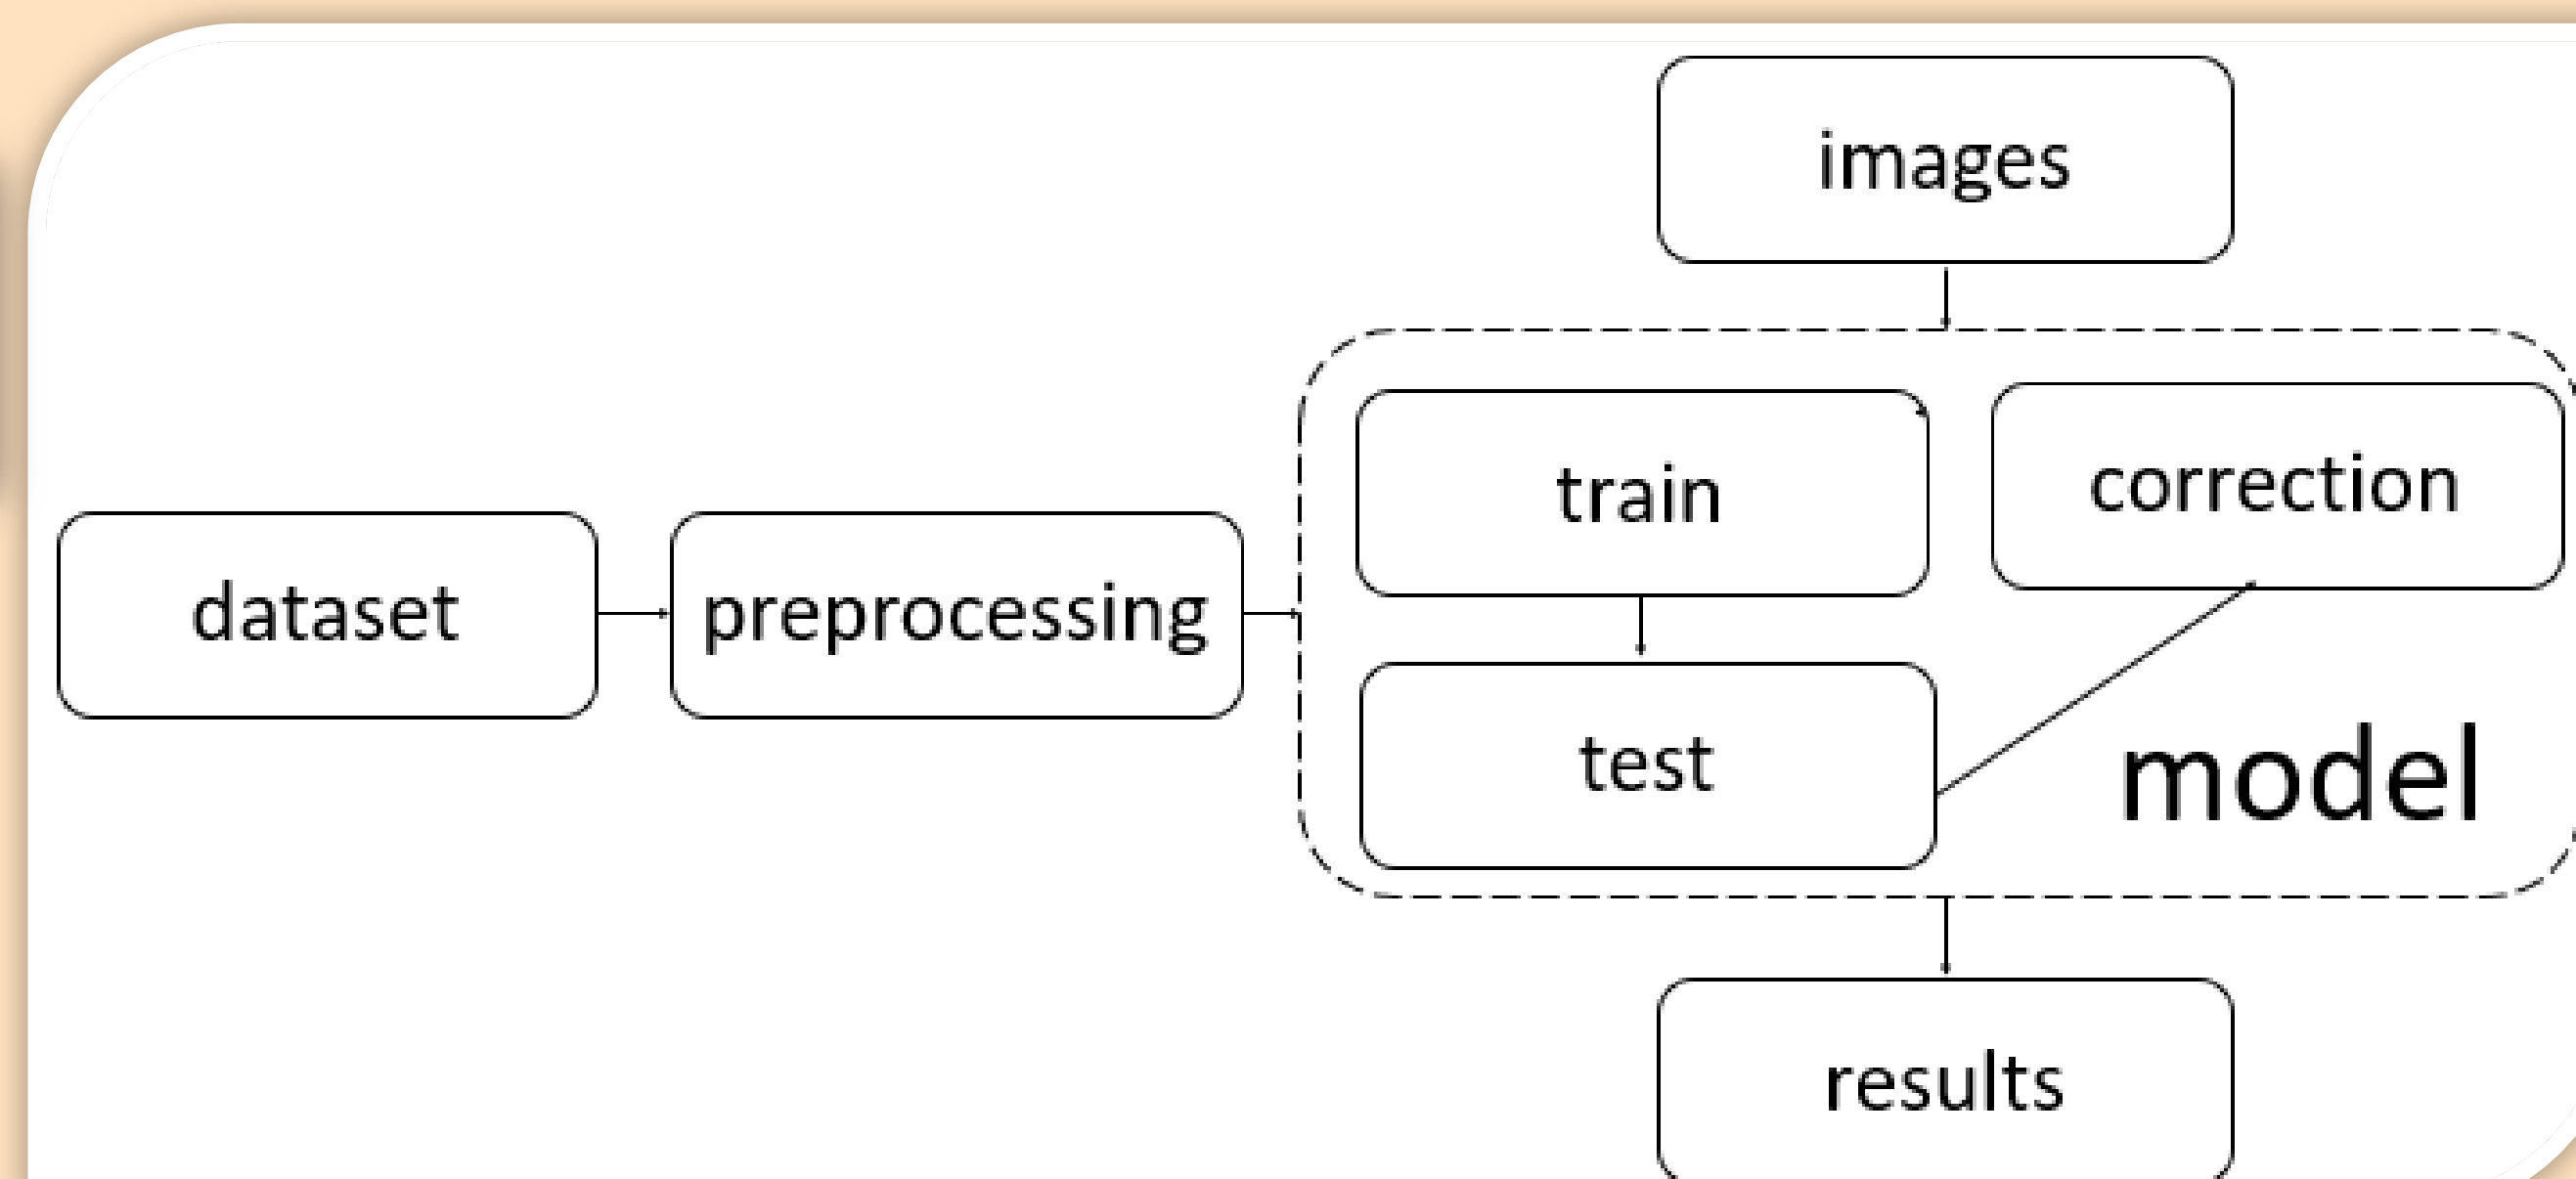 images
train
correction
dataset
preprocessing
test
model
results